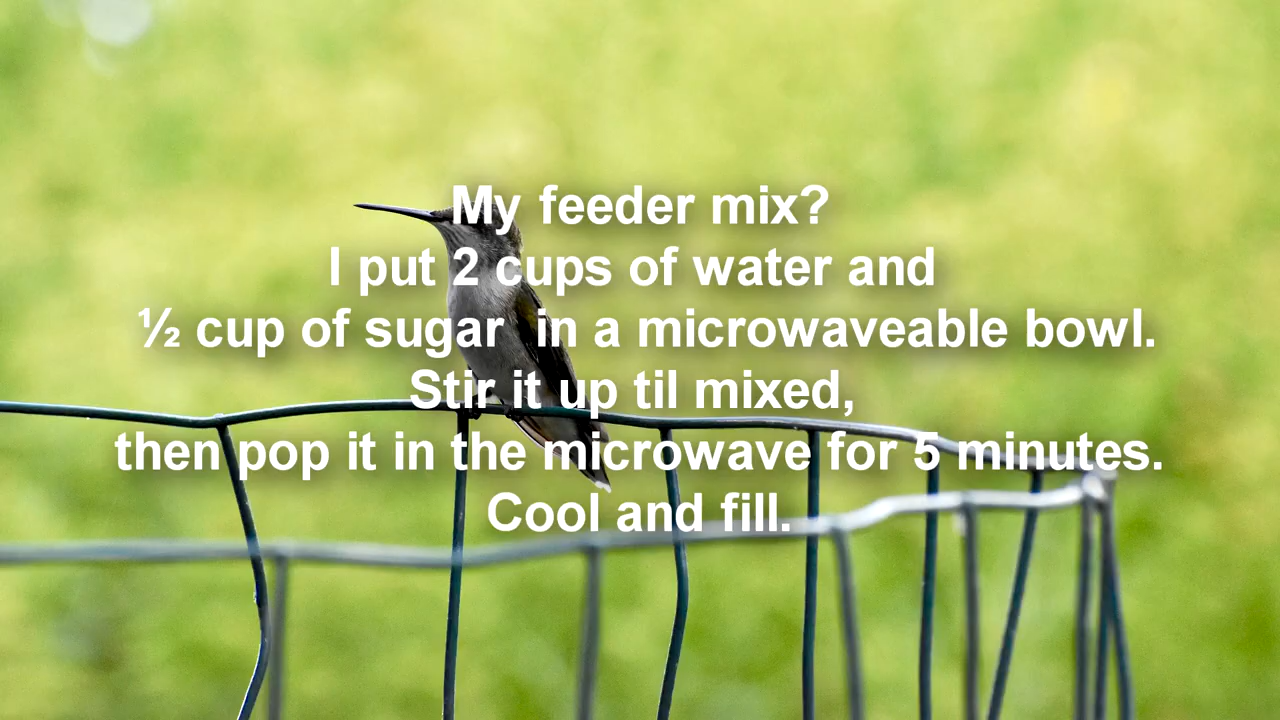 My feeder mix?
I put 2 cups of water and
½ cup of sugar  in a microwaveable bowl.
Stir it up til mixed,
then pop it in the microwave for 5 minutes.
Cool and fill.